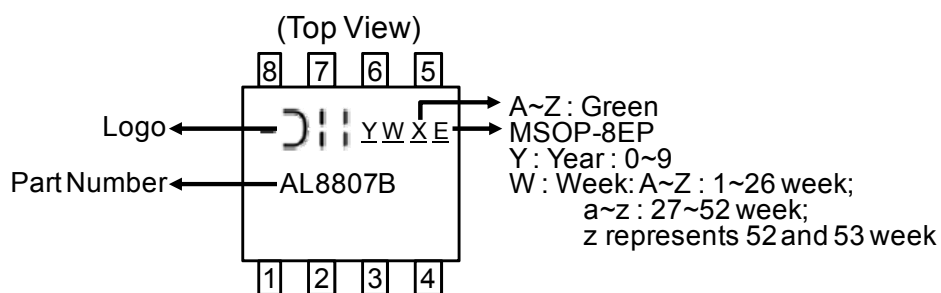 (Top View)
8 7 6 5
Logo
Y W X E
A~Z : Green
MSOP-8EP
Y : Year : 0~9
W : Week: A~Z : 1~26 week;
a~z : 27~52 week;
z represents 52 and 53 week
Part Number
AL8807B
1 2 3 4